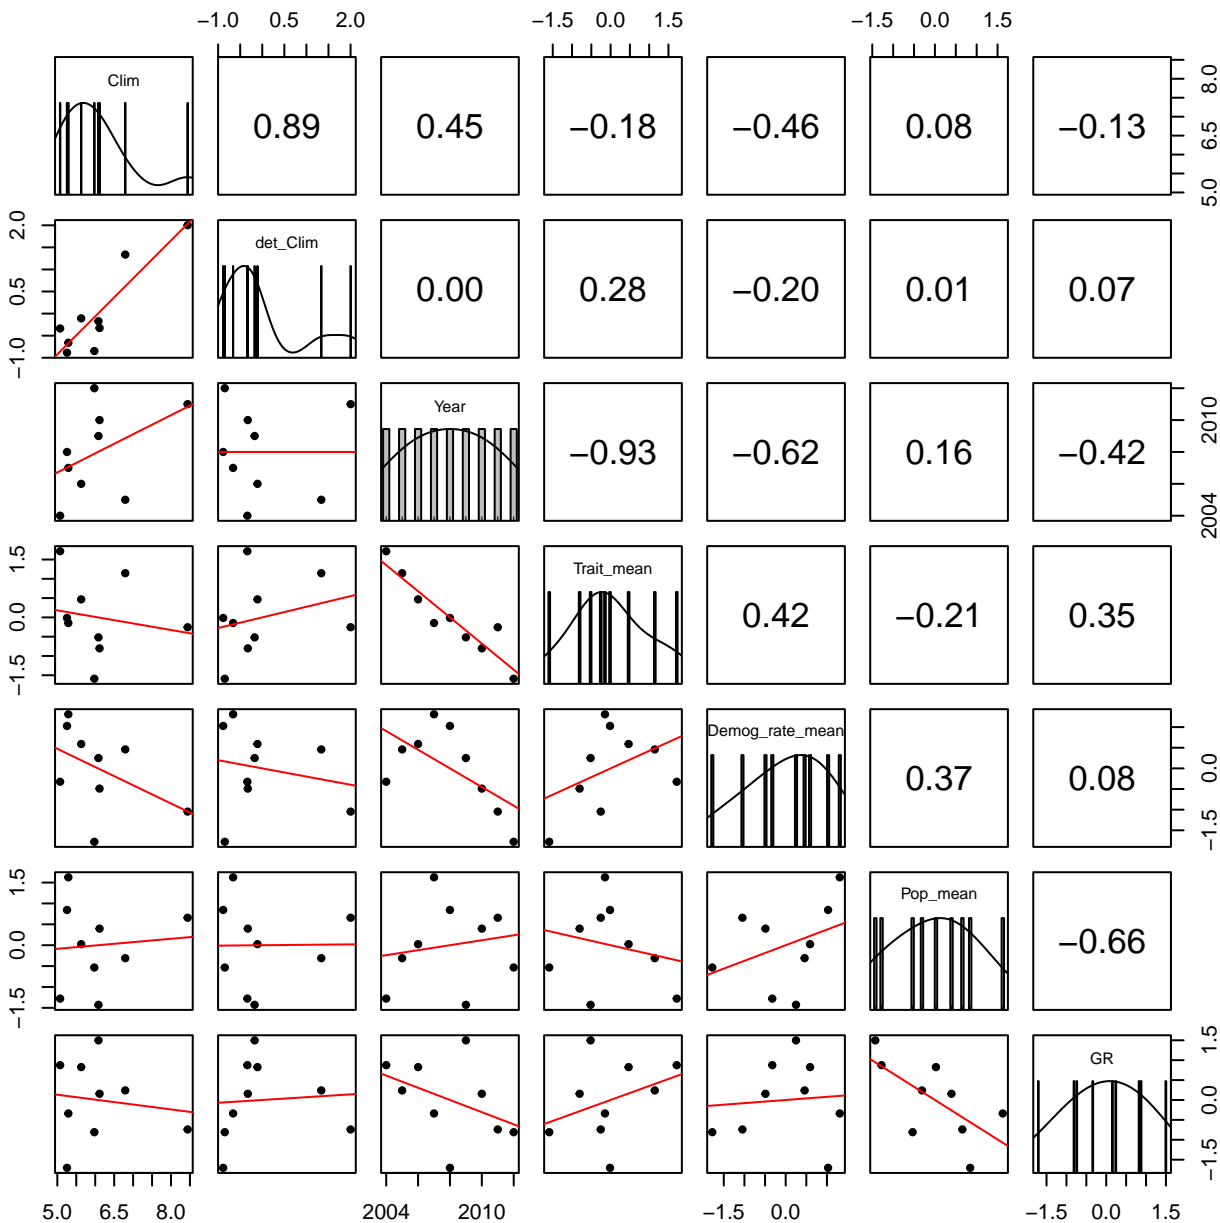 −1.0 0.5 2.0 −1.5 0.0 1.5 −1.5 0.0 1.5
Clim 0.89 0.45 −0.18 −0.46 0.08 −0.13 5.0 6.5 8.0
−1.0 0.5 2.0 det_Clim 0.00 0.28 −0.20 0.01 0.07
Year −0.93 −0.62 0.16 −0.42 2004 2010
−1.5 0.0 1.5 Trait_mean 0.42 −0.21 0.35
Demog_rate_mean 0.37 0.08 −1.5 0.0
−1.5 0.0 1.5 Pop_mean −0.66
GR −1.5 0.0 1.5
5.0 6.5 8.0 2004 2010 −1.5 0.0 −1.5 0.0 1.5